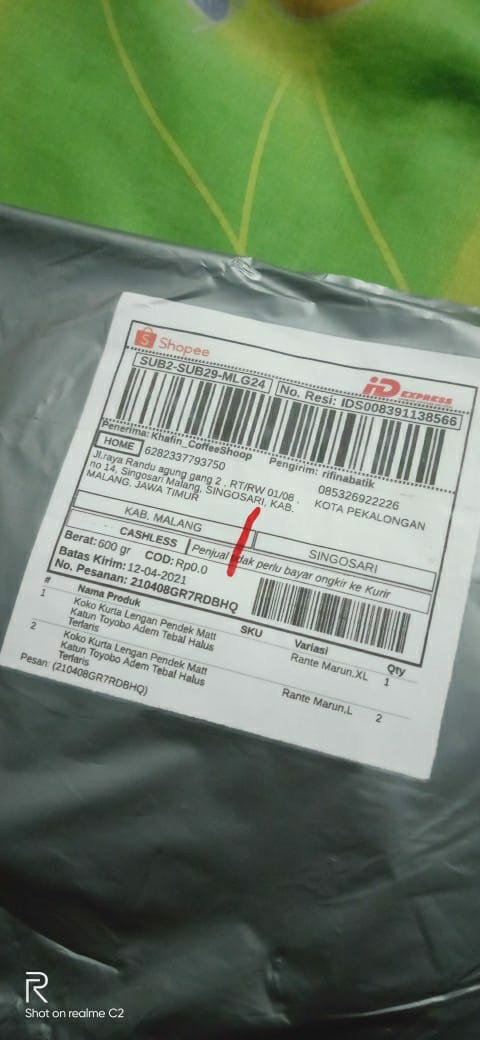 Shopee
iD EXPRESS
SUB2-SUB29-MLG24
No. Resi: IDS008391138566
Penerima: Khafin_CoffeeShoop
Pengirim: rifinabatik
HOME
6282337793750
085326922226
Jl.raya Randu agung gang 2 , RT/RW 01/08 ,
KOTA PEKALONGAN
no 14, Singosari Malang, SINGOSARI, KAB.
MALANG, JAWA TIMUR
KAB. MALANG
SINGOSARI
CASHLESS
Penjual tidak perlu bayar ongkir ke Kurir
Berat: 600 gr
COD: Rp0.0
Batas Kirim: 12-04-2021
No. Pesanan: 210408GR7RDBHQ
# Nama Produk SKU Variasi Qty
1 Koko Kurta Lengan Pendek Matt
Katun Toyobo Adem Tebal Halus
Terlaris
Rante Marun,XL 1
2 Koko Kurta Lengan Pendek Matt
Katun Toyobo Adem Tebal Halus
Terlaris
Rante Marun,L 2
Pesan: (210408GR7RDBHQ)
R
Shot on realme C2